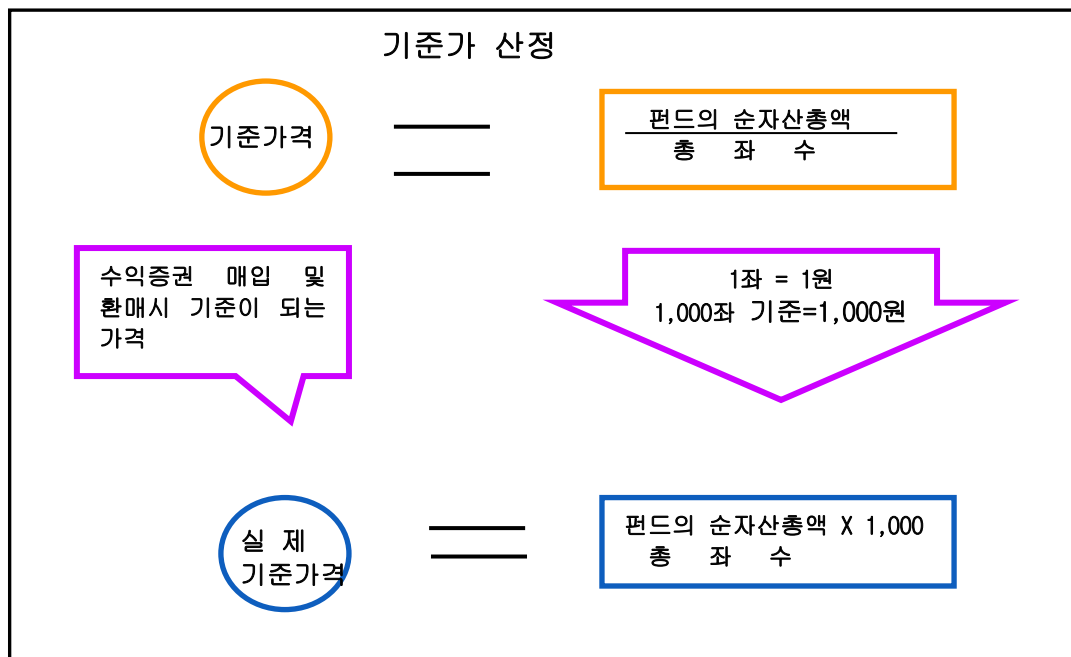 기준가 산정
기준가격
펀드의 순자산총액
총 좌 수
수익증권 매입 및
환매시 기준이 되는
가격
1좌 = 1원
1,000좌 기준=1,000원
실 제
기준가격
펀드의 순자산총액 X 1,000
총 좌 수